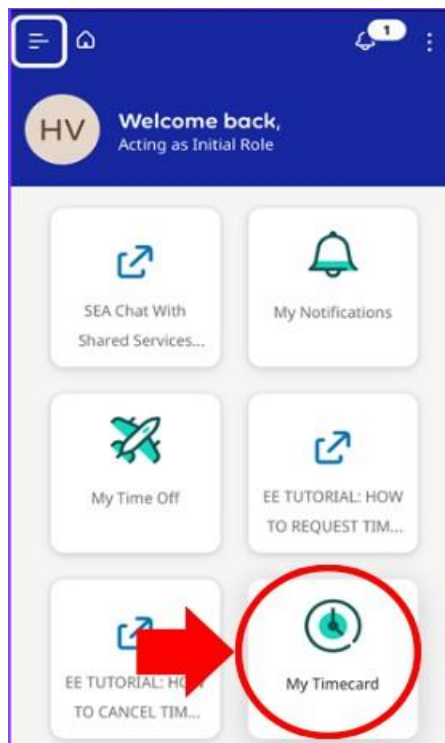 1
HV
Welcome back,
Acting as Initial Role
SEA Chat With
Shared Services...
My Notifications
My Time Off
EE TUTORIAL: HOW
TO REQUEST TIM...
EE TUTORIAL: HOW
TO CANCEL TIM...
My Timecard